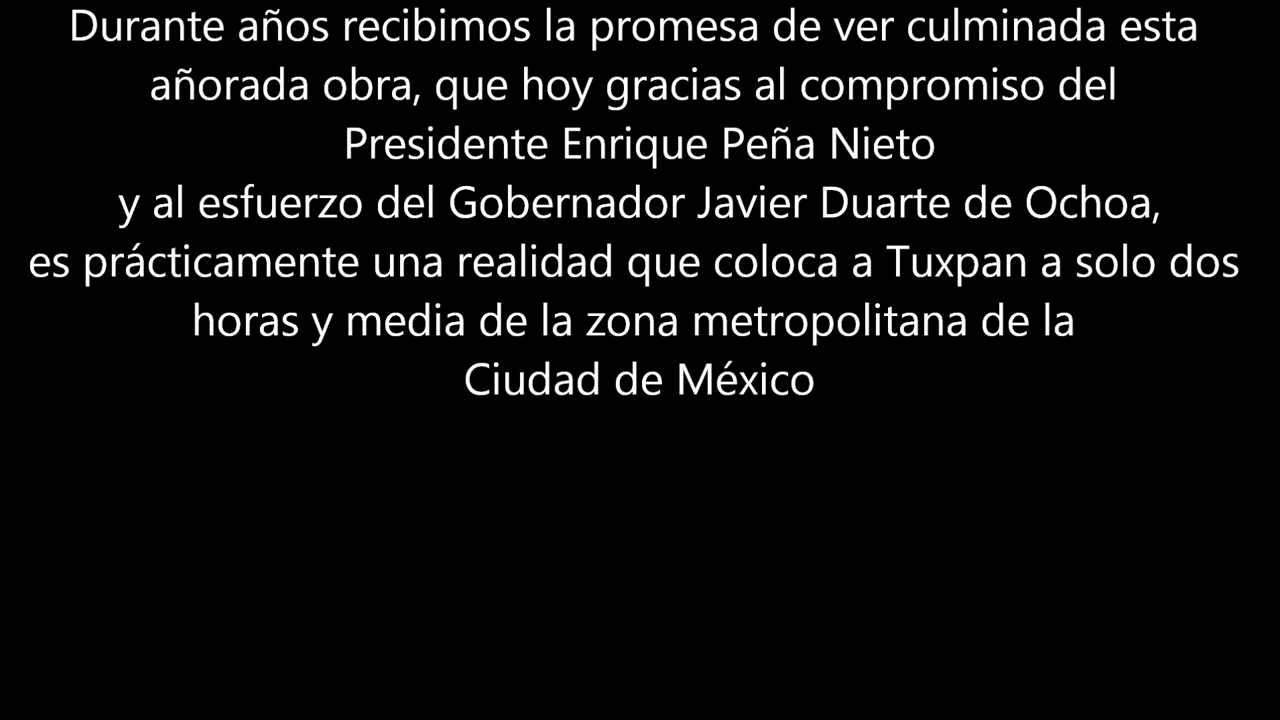 Durante años recibimos la promesa de ver culminada esta
añorada obra, que hoy gracias al compromiso del
Presidente Enrique Peña Nieto
y al esfuerzo del Gobernador Javier Duarte de Ochoa,
es prácticamente una realidad que coloca a Tuxpan a solo dos
horas y media de la zona metropolitana de la
Ciudad de México